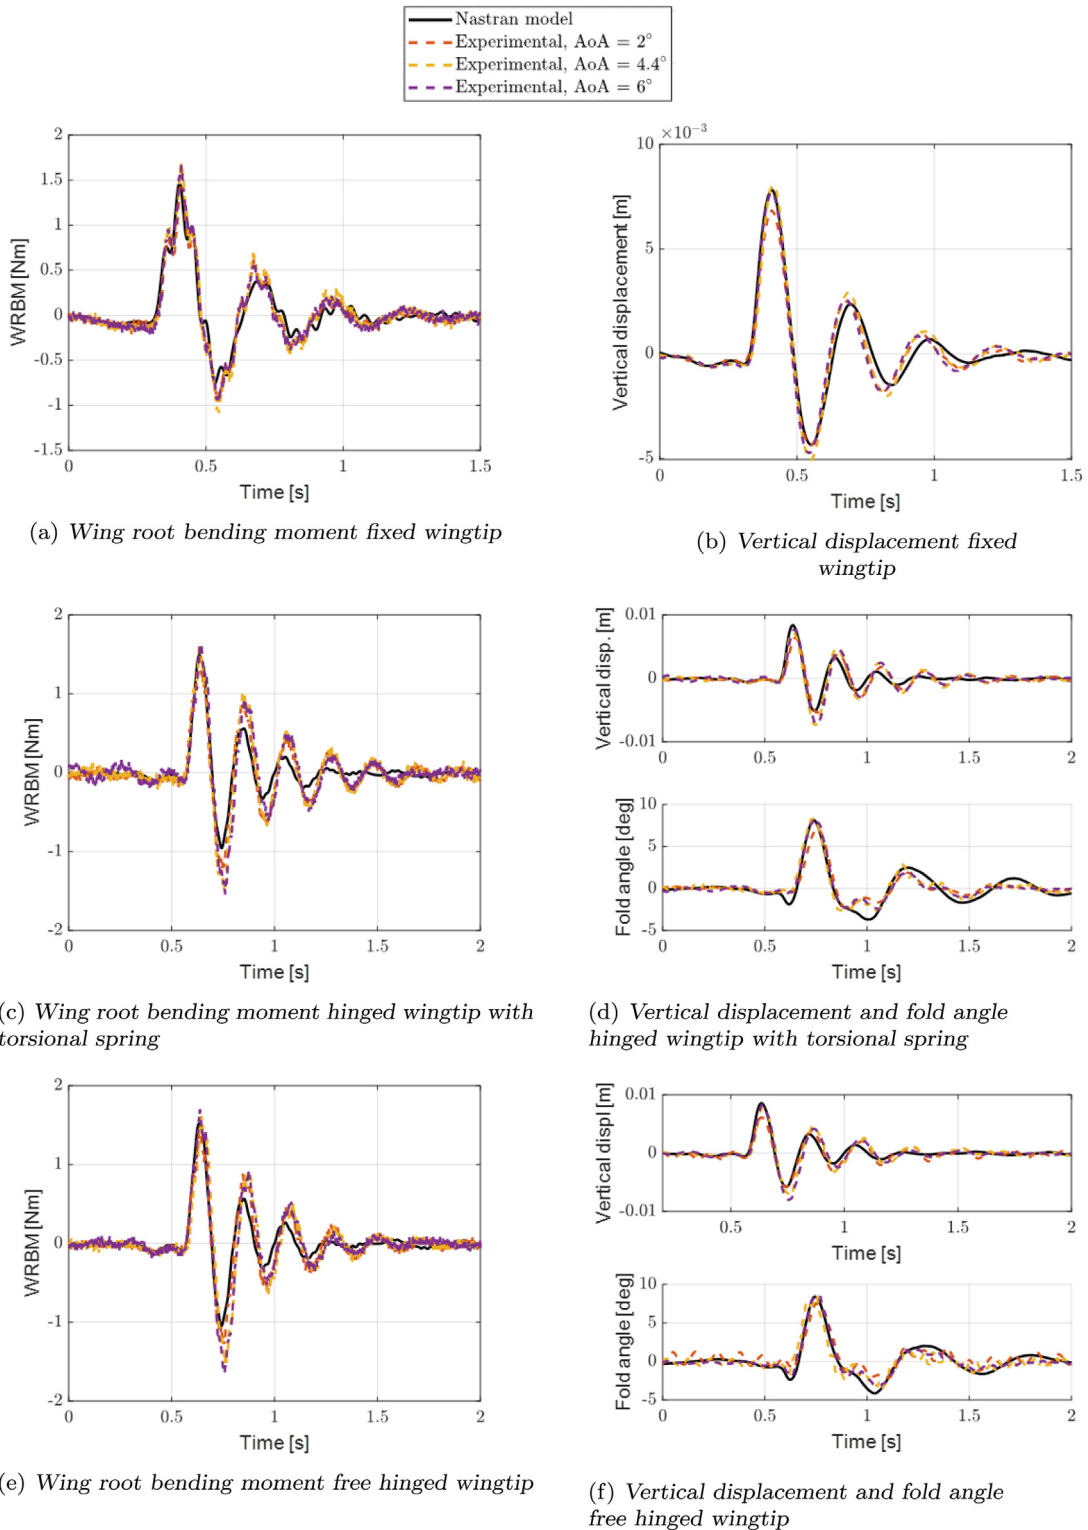 Nastran model
Experimental, AoA = 2°
Experimental, AoA = 4.4°
Experimental, AoA = 6°
2
1.5
1
0.5
0
-0.5
-1
-1.5
WRBM [Nm]
0 0.5 1 1.5
Time [s]
(a) Wing root bending moment fixed wingtip
×10⁻³
10
5
0
-5
Vertical displacement [m]
0 0.5 1 1.5
Time [s]
(b) Vertical displacement fixed
wingtip
2
1
0
-1
-2
WRBM [Nm]
0 0.5 1 1.5 2
Time [s]
(c) Wing root bending moment hinged wingtip with
torsional spring
0.01
0
-0.01
Vertical disp. [m]
0 0.5 1 1.5 2
10
5
0
-5
Fold angle [deg]
0 0.5 1 1.5 2
Time [s]
(d) Vertical displacement and fold angle
hinged wingtip with torsional spring
2
1
0
-1
-2
WRBM [Nm]
0 0.5 1 1.5 2
Time [s]
(e) Wing root bending moment free hinged wingtip
0.01
0
-0.01
Vertical displ [m]
0.5 1 1.5 2
Time [s]
10
5
0
-5
Fold angle [deg]
0 0.5 1 1.5 2
Time [s]
(f) Vertical displacement and fold angle
free hinged wingtip